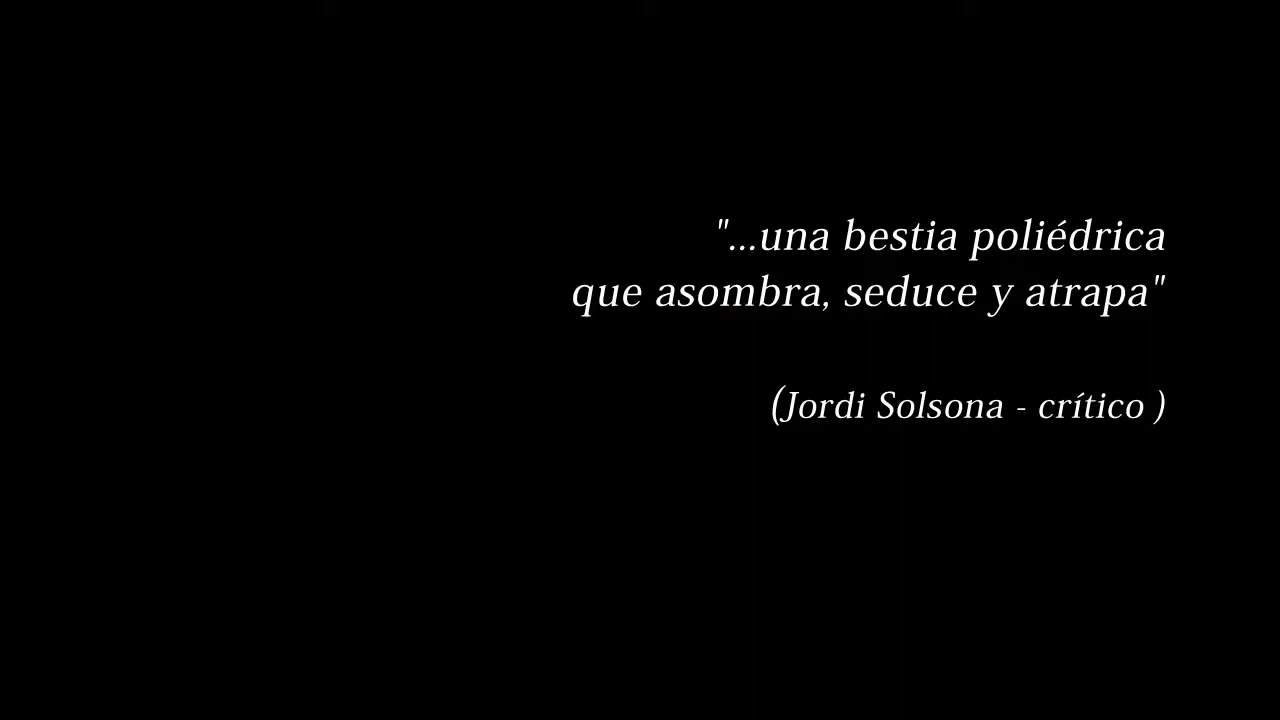 "...una bestia poliédrica
que asombra, seduce y atrapa"
(Jordi Solsona - crítico )